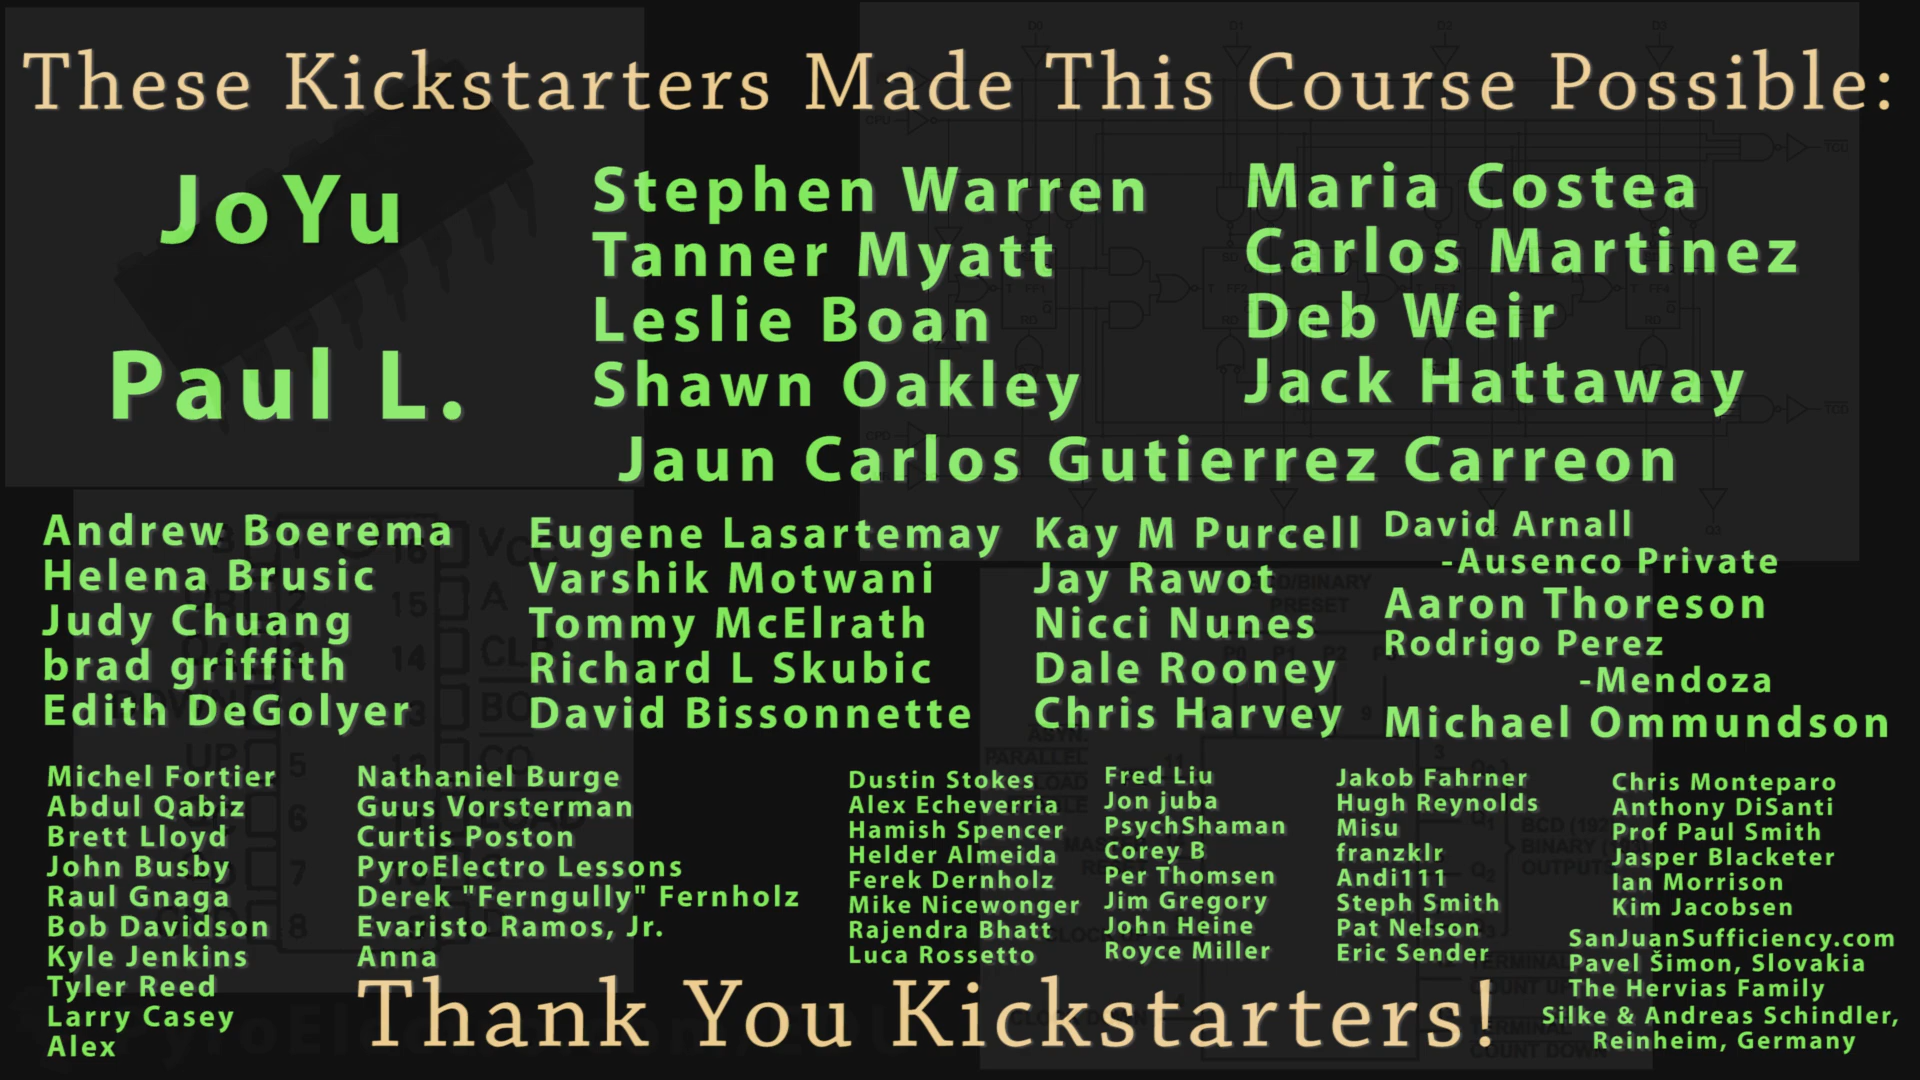 These Kickstarters Made This Course Possible:
JoYu
Paul L.
Stephen Warren
Tanner Myatt
Leslie Boan
Shawn Oakley
Maria Costea
Carlos Martinez
Deb Weir
Jack Hattaway
Jaun Carlos Gutierrez Carreon
Andrew Boerema
Helena Brusic
Judy Chuang
brad griffith
Edith DeGolyer
Eugene Lasartemay
Varshik Motwani
Tommy McElrath
Richard L Skubic
David Bissonnette
Kay M Purcell
Jay Rawot
Nicci Nunes
Dale Rooney
Chris Harvey
David Arnall
-Ausenco Private
Aaron Thoreson
Rodrigo Perez
-Mendoza
Michael Ommundson
Michel Fortier
Abdul Qabiz
Brett Lloyd
John Busby
Raul Gnaga
Bob Davidson
Kyle Jenkins
Tyler Reed
Larry Casey
Alex
Nathaniel Burge
Guus Vorsterman
Curtis Poston
PyroElectro Lessons
Derek "Ferngully" Fernholz
Evaristo Ramos, Jr.
Anna
Dustin Stokes
Alex Echeverria
Hamish Spencer
Helder Almeida
Ferek Dernholz
Mike Nicewonger
Rajendra Bhatt
Luca Rossetto
Fred Liu
Jon juba
PsychShaman
Corey B
Per Thomsen
Jim Gregory
John Heine
Royce Miller
Jakob Fahrner
Hugh Reynolds
Misu
franzklr
Andi111
Steph Smith
Pat Nelson
Eric Sender
Chris Monteparo
Anthony DiSanti
Prof Paul Smith
Jasper Blacketer
Ian Morrison
Kim Jacobsen
SanJuanSufficiency.com
Pavel Šimon, Slovakia
The Hervias Family
Silke & Andreas Schindler,
Reinheim, Germany
Thank You Kickstarters!